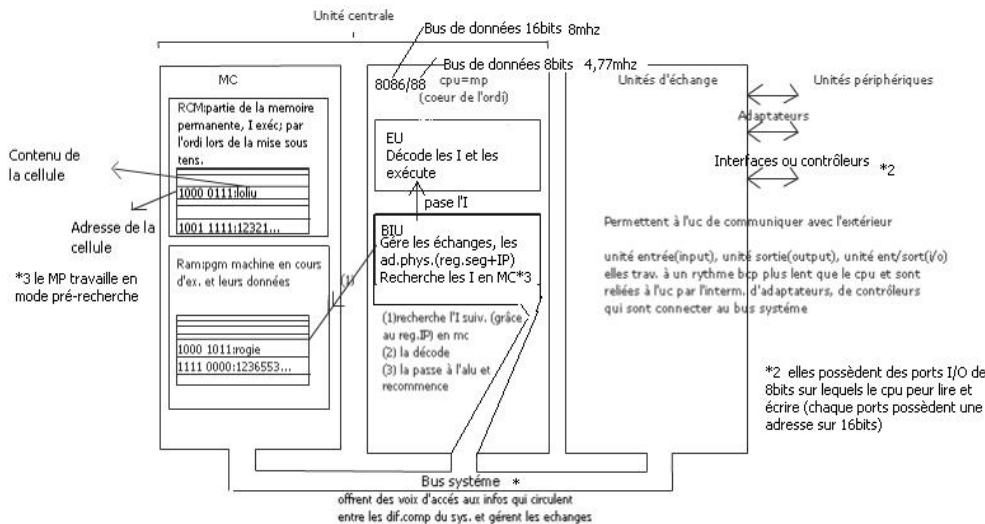 Unité centrale
Bus de données 16bits 8mhz
Bus de données 8bits 4,77mhz
MC
RCM:partie de la memoire
permanente, I exéc; par
l'ordi lors de la mise sous
tens.
1000 0111:loliu
1001 1111:12321...
Contenu de
la cellule
Adresse de la
cellule
*3 le MP travaille en
mode pré-recherche
Ram:pgm machine en cours
d'ex. et leurs données
1000 1011:rogie
1111 0000:1236553...
(1)
8086/88
cpu=mp
(coeur de l'ordi)
EU
Décode les I et les
exécute
pase l'I
BIU
Gére les échanges, les
ad.phys.(reg.seg+IP)
Recherche les I en MC*3
(1)recherche l'I suiv. (grâce
au reg.IP) en mc
(2) la décode
(3) la passe à l'alu et
recommence
Unités d'échange
Unités périphériques
Adaptateurs
Interfaces ou contrôleurs *2
Permettent à l'uc de communiquer avec l'extérieur
unité entrée(input), unité sortie(output), unité ent/sort(i/o)
elles trav. à un rythme bcp plus lent que le cpu et sont
reliées à l'uc par l'interm. d'adaptateurs, de contrôleurs
qui sont connecter au bus systéme
*2 elles possèdent des ports I/O de
8bits sur lequels le cpu peur lire et
écrire (chaque ports possèdent une
adresse sur 16bits)
Bus systéme *
offrent des voix d'accés aux infos qui circulent
entre les dif.comp du sys. et gérent les echanges